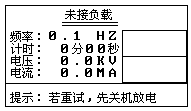 未接负载
频率:0.1 HZ
计时: 0分00秒
电压: 0.0KV
电流: 0.0MA
提示: 若重试,先关机放电